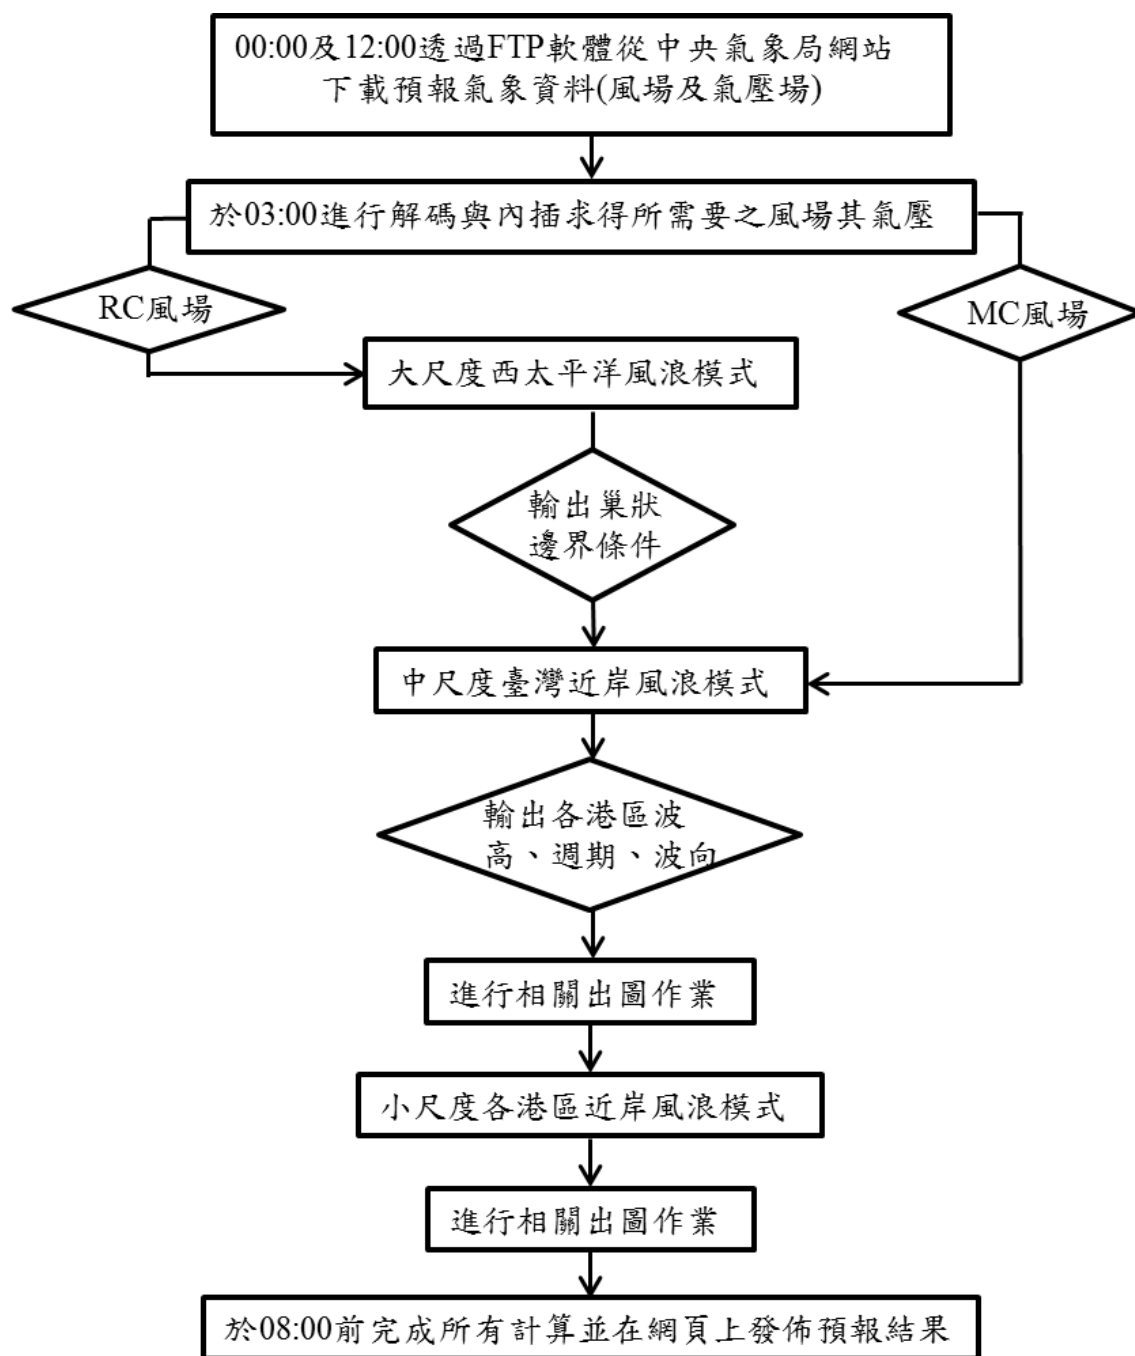 00:00及12:00透過FTP軟體從中央氣象局網站
下載預報氣象資料(風場及氣壓場)
於03:00進行解碼與內插求得所需要之風場其氣壓
RC風場
MC風場
大尺度西太平洋風浪模式
輸出巢狀
邊界條件
中尺度臺灣近岸風浪模式
輸出各港區波
高、週期、波向
進行相關出圖作業
小尺度各港區近岸風浪模式
進行相關出圖作業
於08:00前完成所有計算並在網頁上發佈預報結果